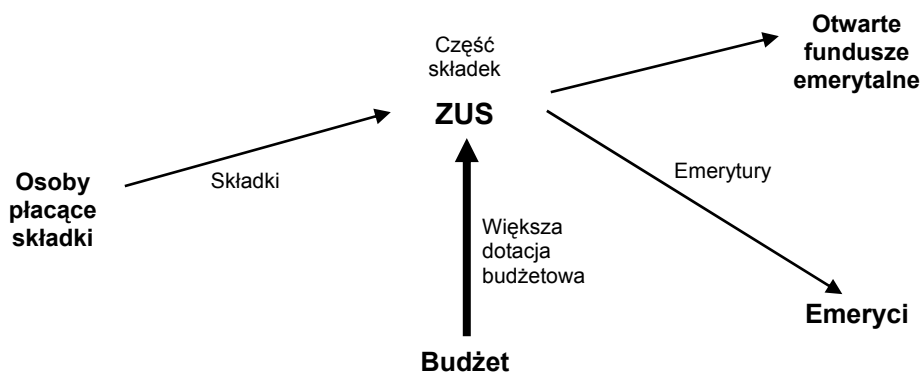 Otwarte
fundusze
emerytalne
Część
składek
ZUS
Osoby
płacące
składki
Składki
Emerytury
Większa
dotacja
budżetowa
Emeryci
Budżet